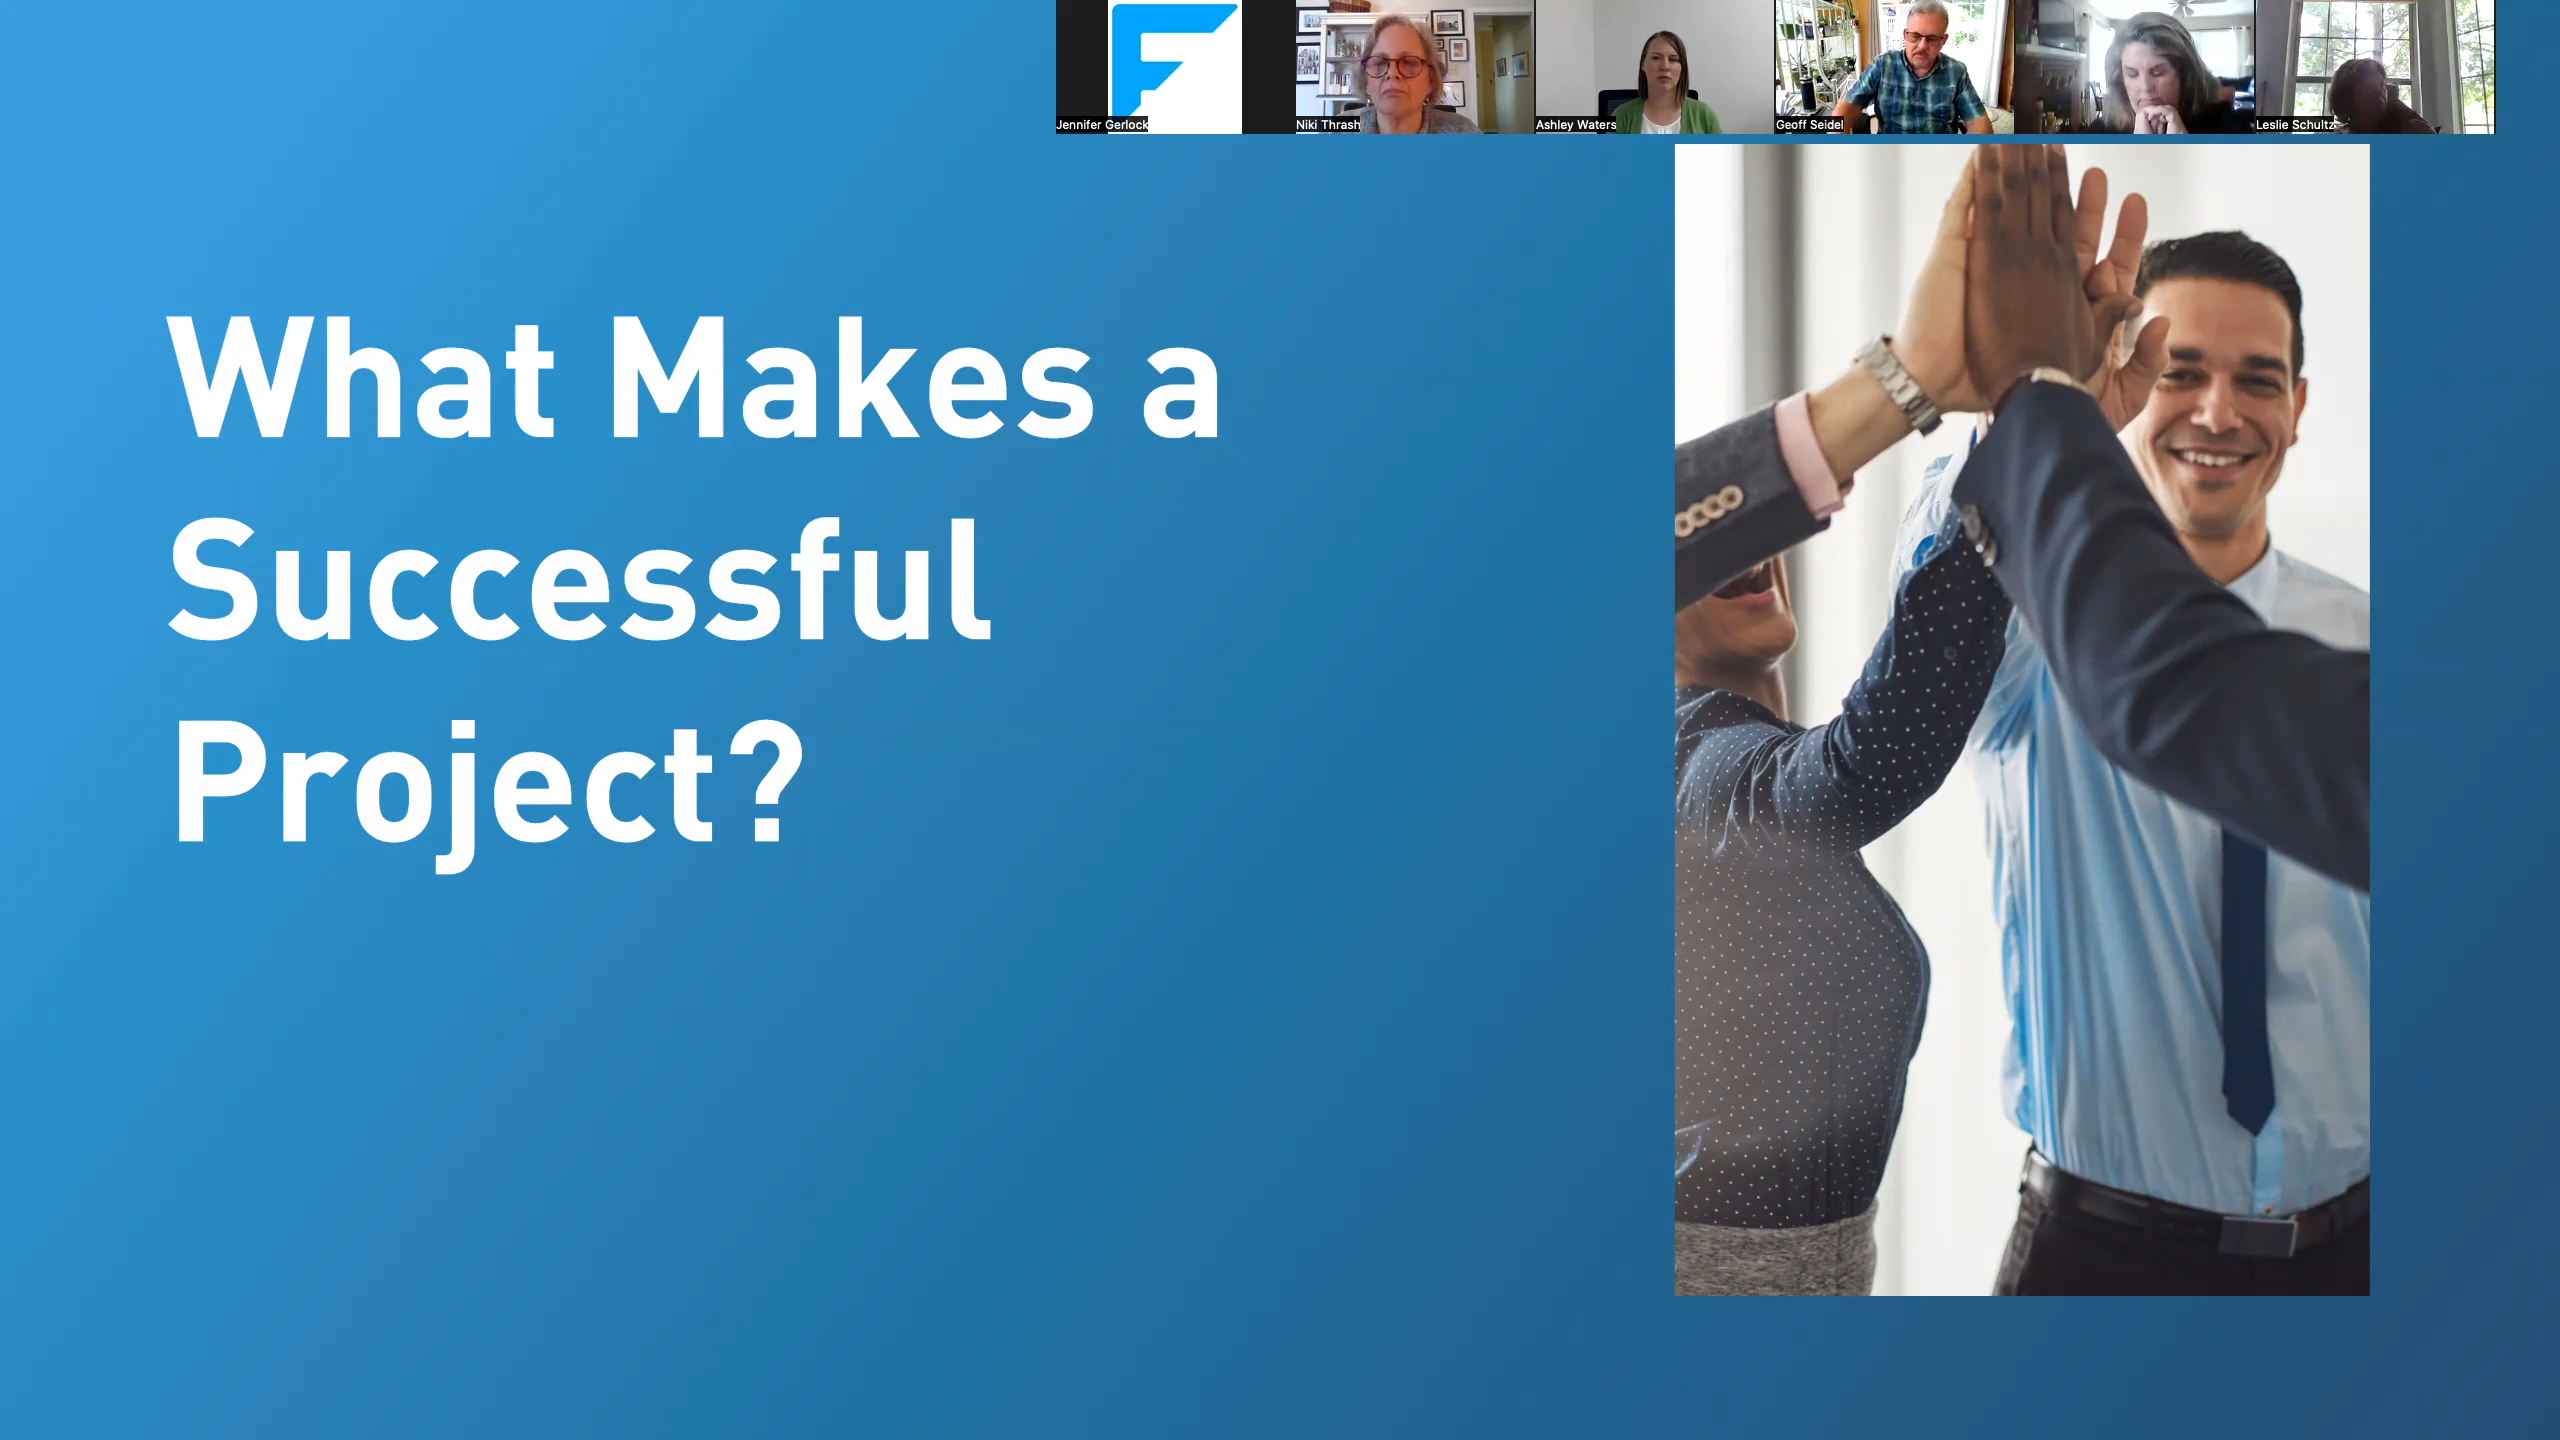 Jennifer Gerlock
Niki Thrash
Ashley Waters
Geoff Seidel
Leslie Schultz
What Makes a
Successful
Project?